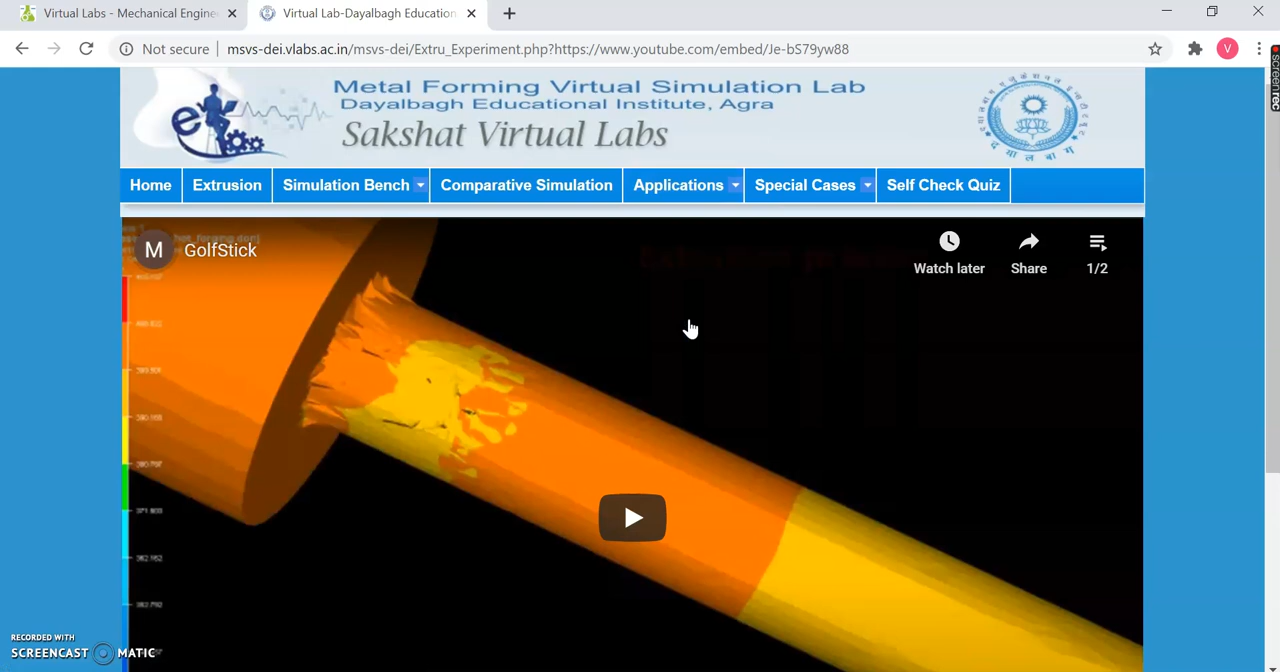 Virtual Labs - Mechanical Engine
Virtual Lab-Dayalbagh Education
Not secure
msvs-dei.vlabs.ac.in/msvs-dei/Extru_Experiment.php?https://www.youtube.com/embed/Je-bS79yw88
V
screenrec
Metal Forming Virtual Simulation Lab
Dayalbagh Educational Institute, Agra
Sakshat Virtual Labs
Home
Extrusion
Simulation Bench
Comparative Simulation
Applications
Special Cases
Self Check Quiz
M
GolfStick
Watch later
Share
1/2
RECORDED WITH
SCREENCAST MATIC